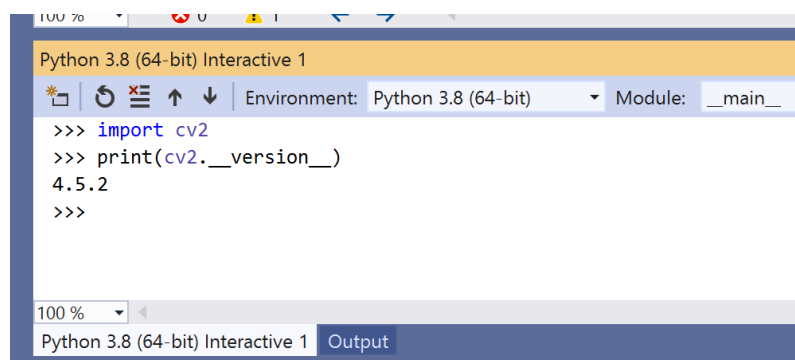 100 % 0 1
Python 3.8 (64-bit) Interactive 1
Environment: Python 3.8 (64-bit) Module: __main__
>>> import cv2
>>> print(cv2.__version__)
4.5.2
>>>
100 %
Python 3.8 (64-bit) Interactive 1 Output